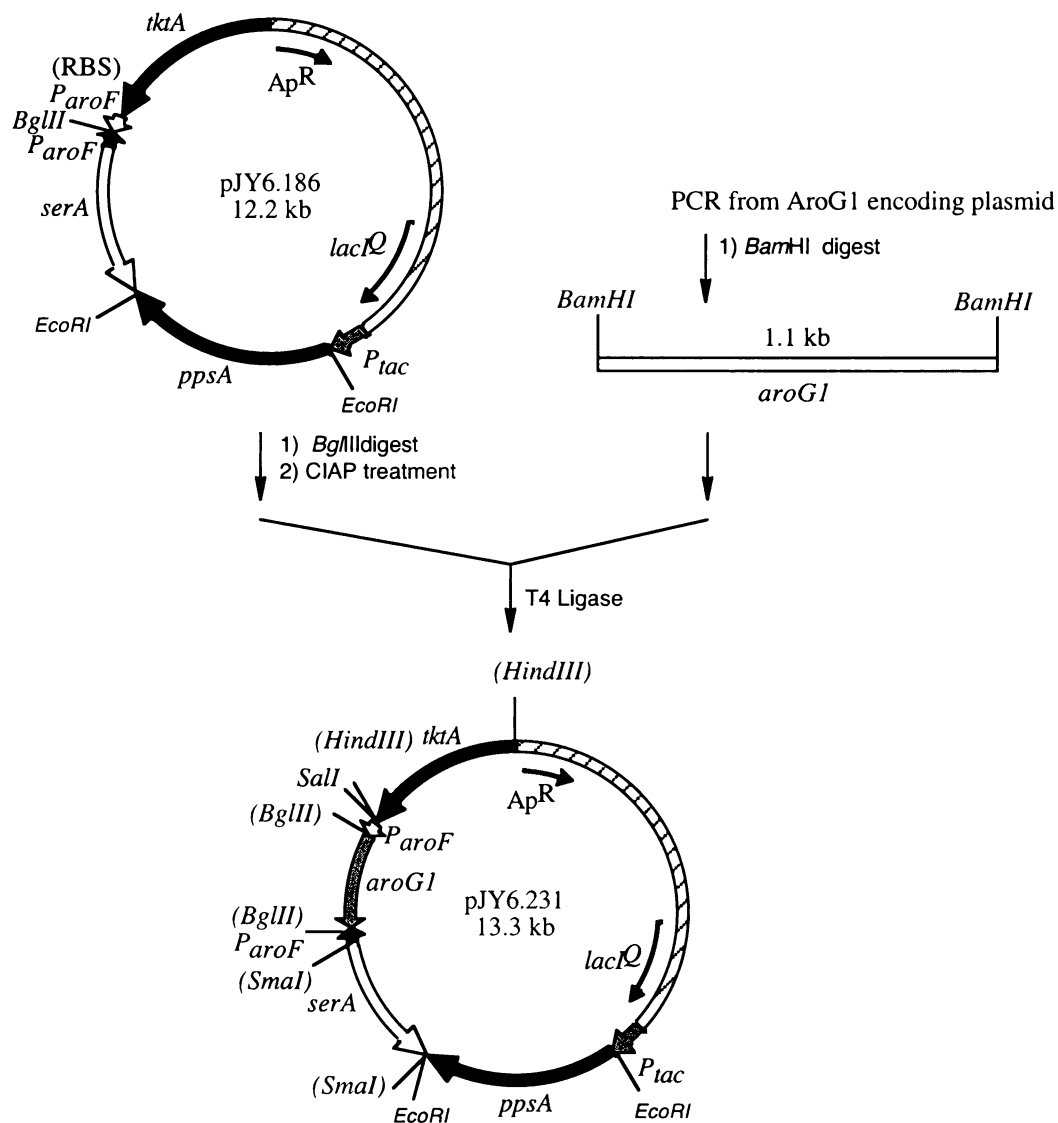 tktA
(RBS)
ParoF
BglII
ParoF
ApR
pJY6.186
12.2 kb
serA
lacIQ
EcoRI
ppsA
Ptac
EcoRI
PCR from AroG1 encoding plasmid
1) BamHI digest
BamHI
BamHI
1.1 kb
aroG1
1) BglIIdigest
2) CIAP treatment
T4 Ligase
(HindIII)
(HindIII) tktA
SalI
(BglII)
ApR
ParoF
aroG1
pJY6.231
13.3 kb
(BglII)
ParoF
(SmaI)
serA
lacIQ
(SmaI)
EcoRI
ppsA
Ptac
EcoRI